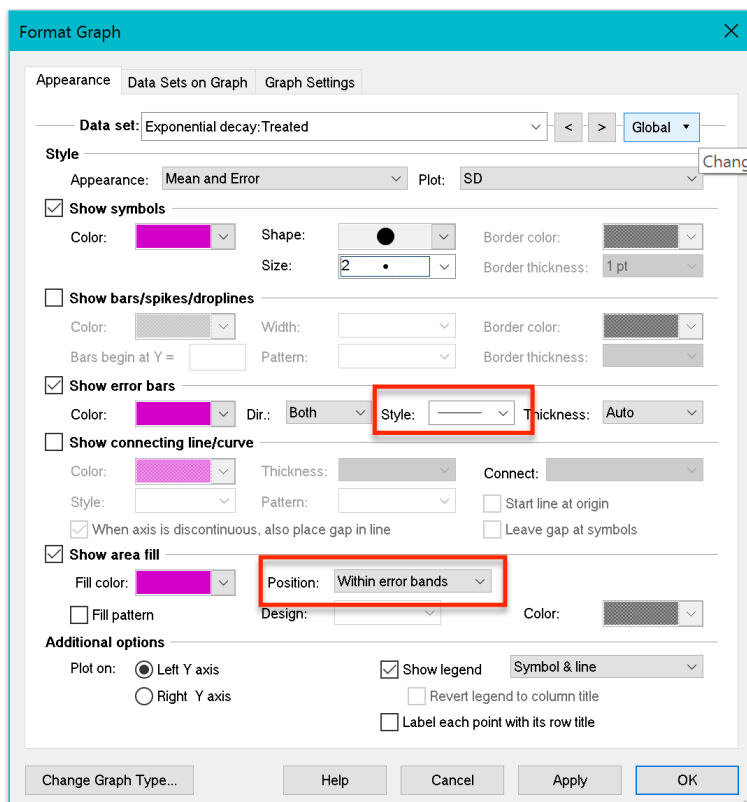 Format Graph
Appearance Data Sets on Graph Graph Settings
Data set: Exponential decay:Treated < > Global
Chang
Style
Appearance: Mean and Error Plot: SD
Show symbols
Color: Shape: Border color:
Size: 2 Border thickness: 1 pt
Show bars/spikes/droplines
Color: Width: Border color:
Bars begin at Y = Pattern: Border thickness:
Show error bars
Color: Dir.: Both Style: Thickness: Auto
Show connecting line/curve
Color: Thickness: Connect:
Style: Pattern: Start line at origin
When axis is discontinuous, also place gap in line Leave gap at symbols
Show area fill
Fill color: Position: Within error bands
Fill pattern Design: Color:
Additional options
Plot on: Left Y axis Show legend Symbol & line
Right Y axis Revert legend to column title
Label each point with its row title
Change Graph Type... Help Cancel Apply OK